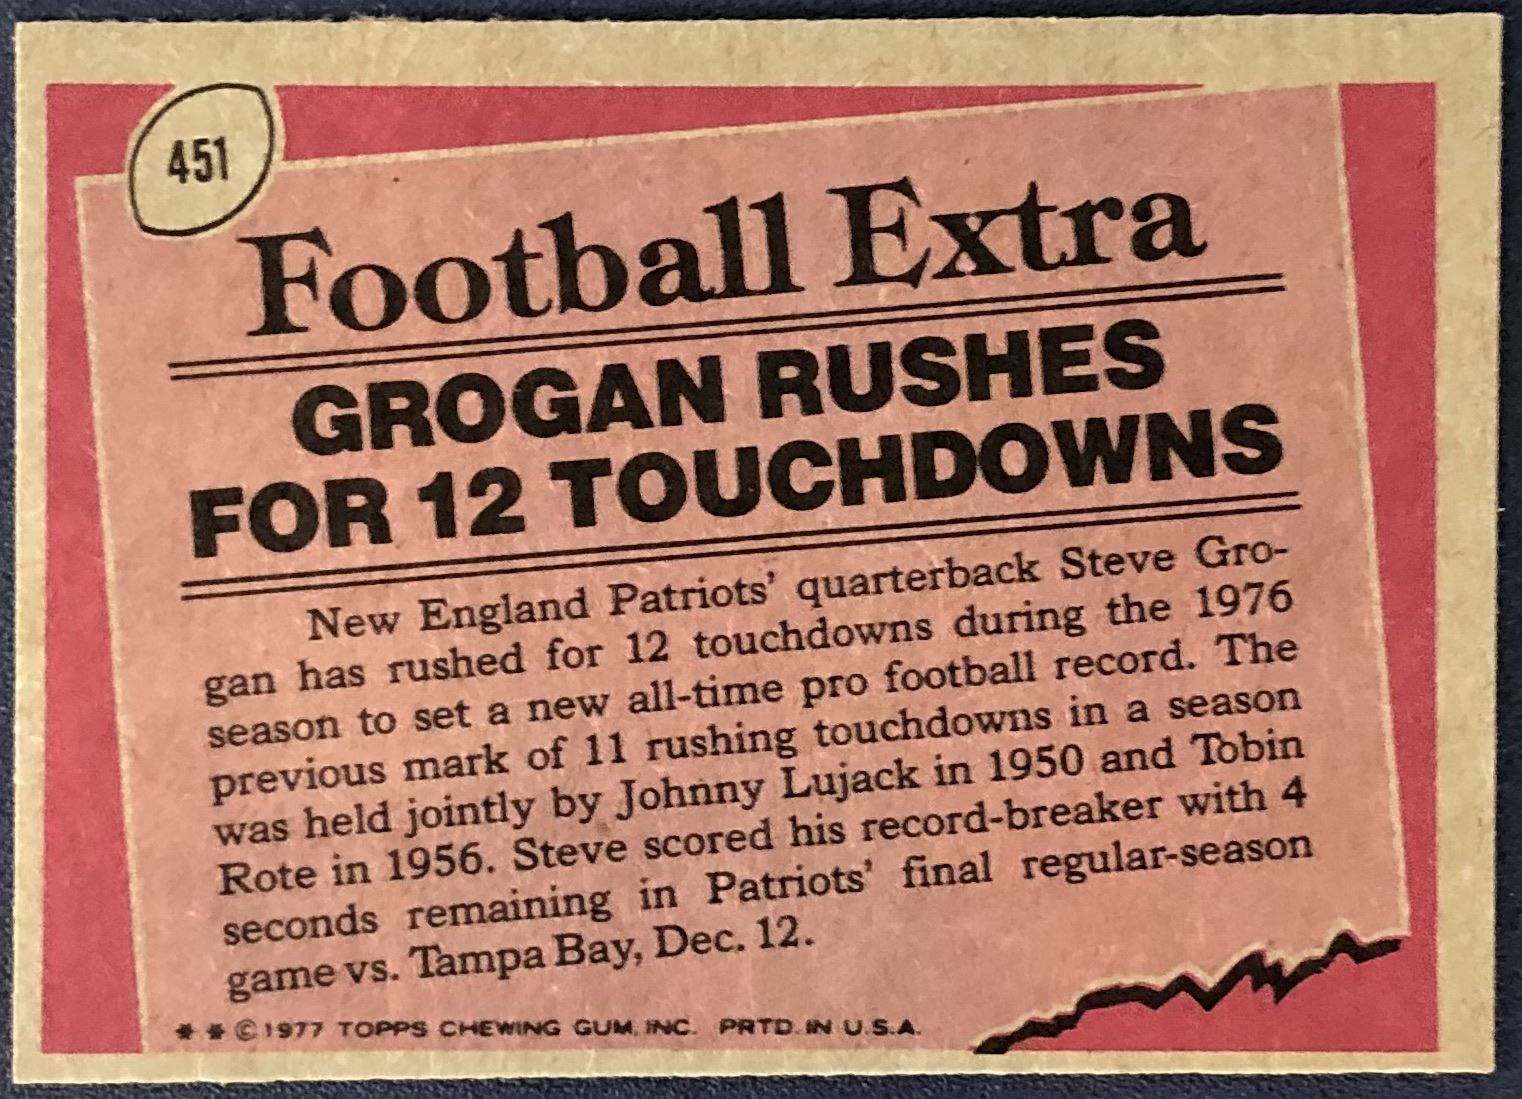 451
Football Extra
GROGAN RUSHES
FOR 12 TOUCHDOWNS
New England Patriots' quarterback Steve Gro-
gan has rushed for 12 touchdowns during the 1976
season to set a new all-time pro football record. The
previous mark of 11 rushing touchdowns in a season
was held jointly by Johnny Lujack in 1950 and Tobin
Rote in 1956. Steve scored his record-breaker with 4
seconds remaining in Patriots' final regular-season
game vs. Tampa Bay, Dec. 12.
* * © 1977 TOPPS CHEWING GUM, INC. PRTD. IN U.S.A.